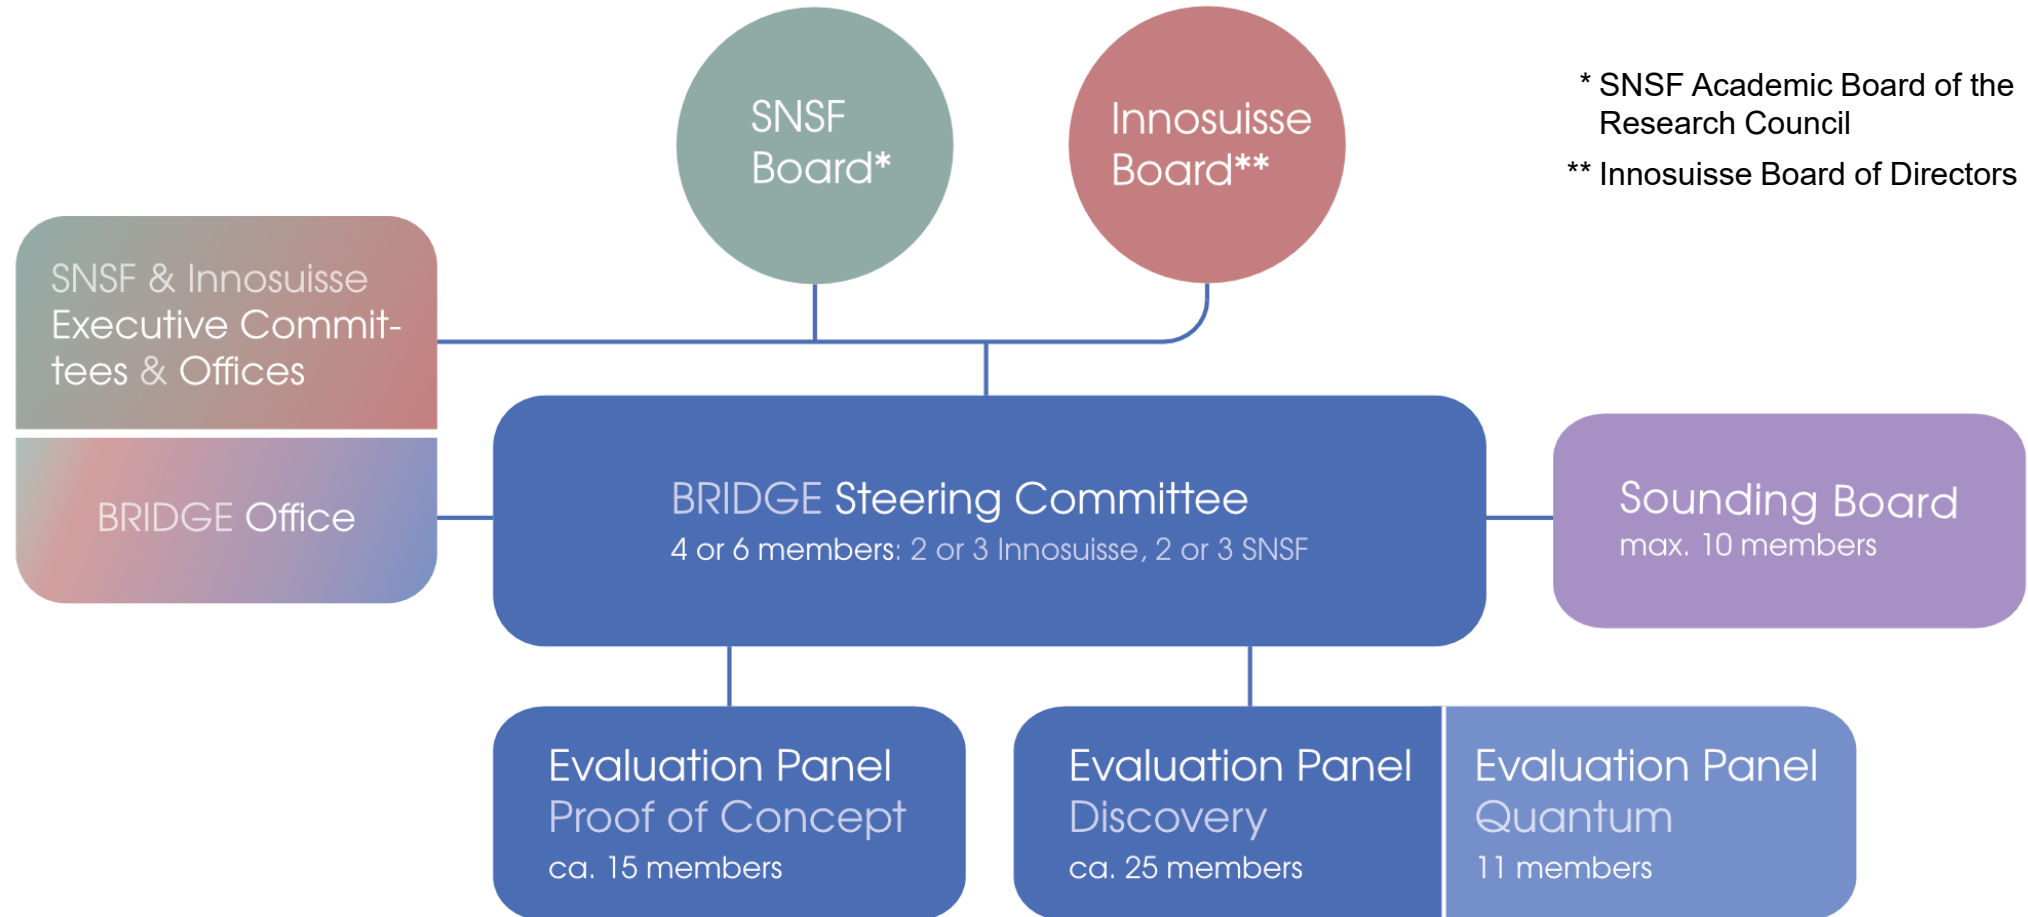 SNSF
Board*
Innosuisse
Board**
* SNSF Academic Board of the
Research Council
** Innosuisse Board of Directors
SNSF & Innosuisse
Executive Commit-
tees & Offices
BRIDGE Office
BRIDGE Steering Committee
4 or 6 members: 2 or 3 Innosuisse, 2 or 3 SNSF
Sounding Board
max. 10 members
Evaluation Panel
Proof of Concept
ca. 15 members
Evaluation Panel
Discovery
ca. 25 members
Evaluation Panel
Quantum
11 members